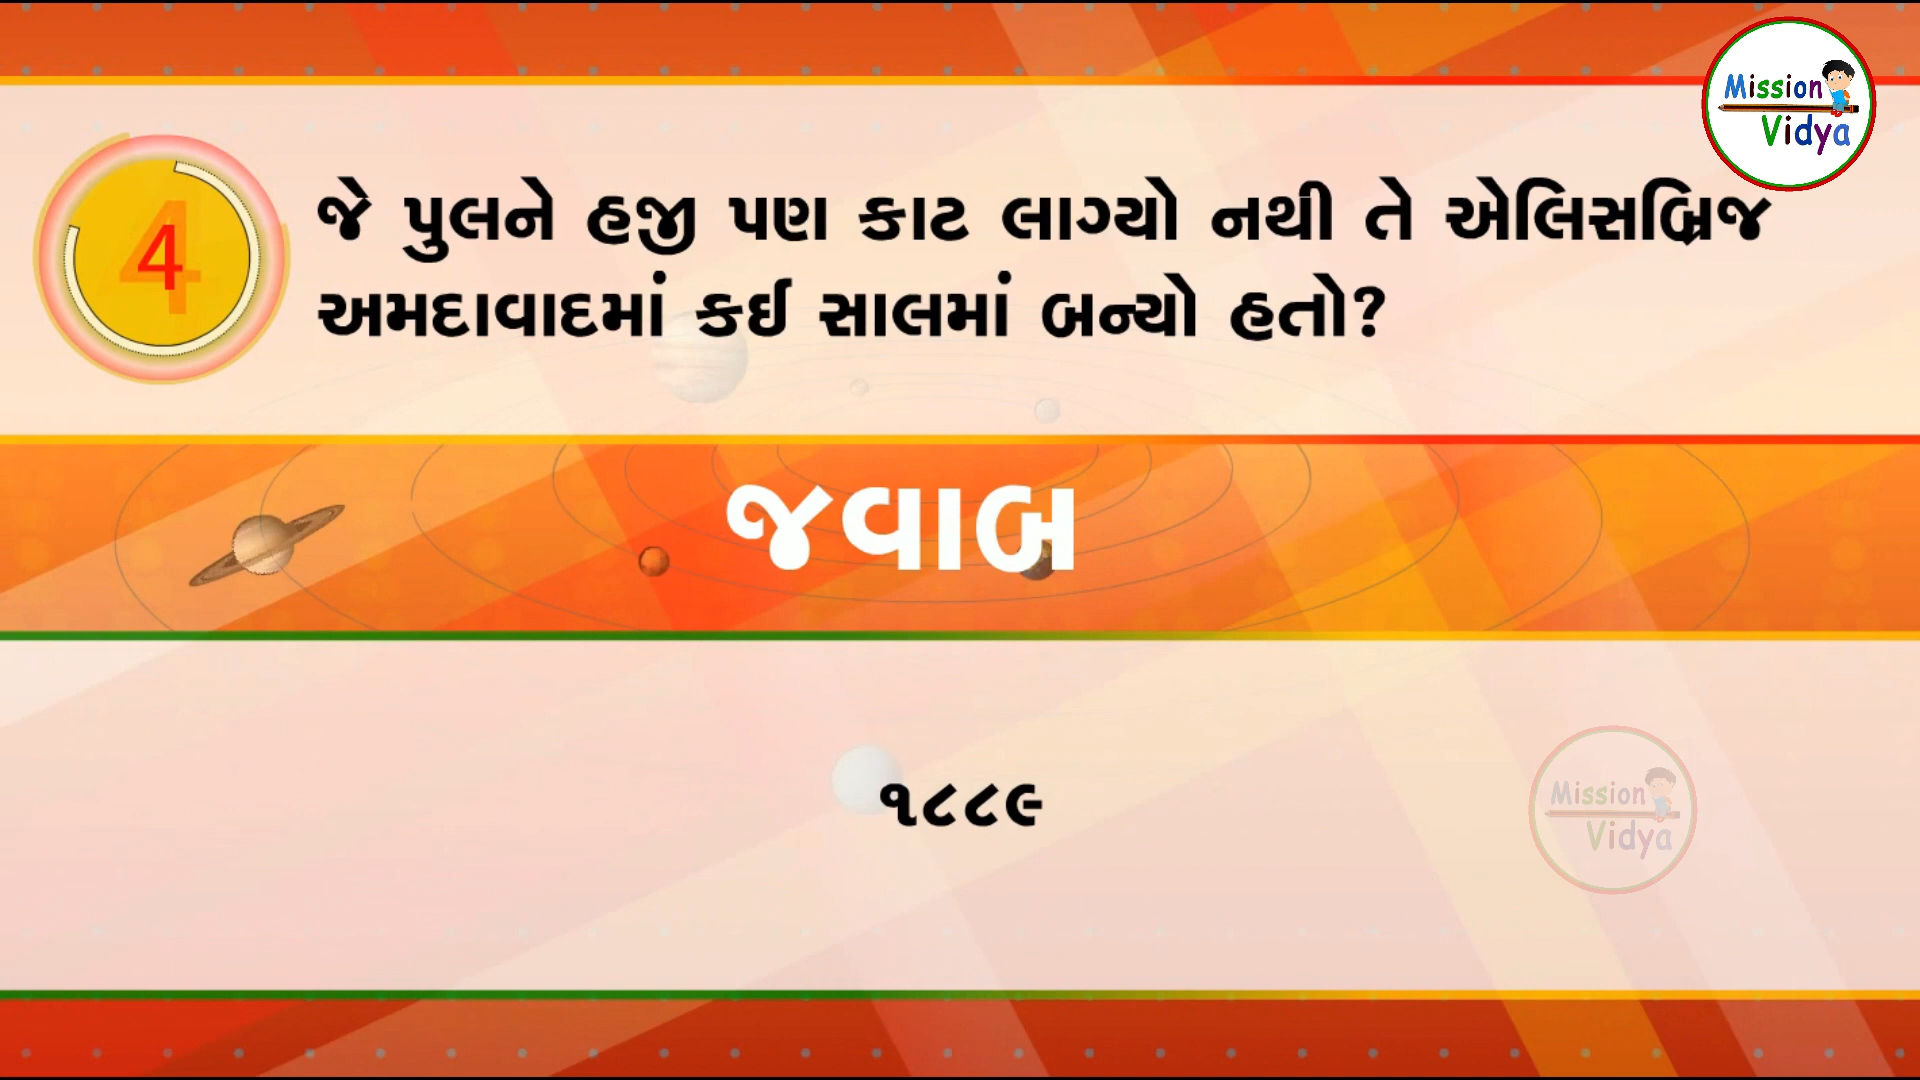 Mission
Vidya
4
જે પુલને હજી પણ કાટ લાગ્યો નથી તે એલિસબ્રિજ
અમદાવાદમાં કઈ સાલમાં બન્યો હતો?
જવાબ
૧૮૮૯
Mission
Vidya